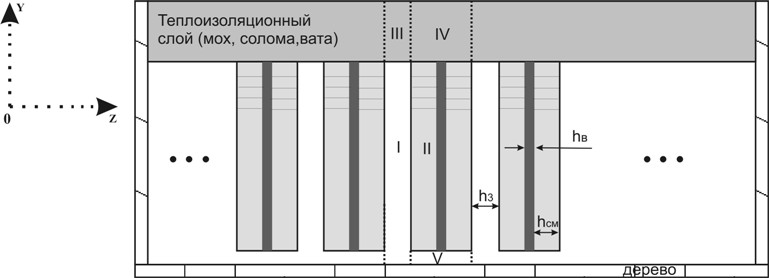 Y
0
Z
Теплоизоляционный
слой (мох, солома,вата)
III
IV
I
II
hв
hз
hсм
V
дерево